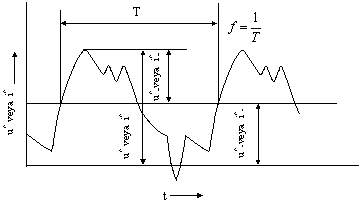 T
f = 1/T
u^ veya i^
u^- veya i^-
u^ veya i^
u^- veya i^-
t